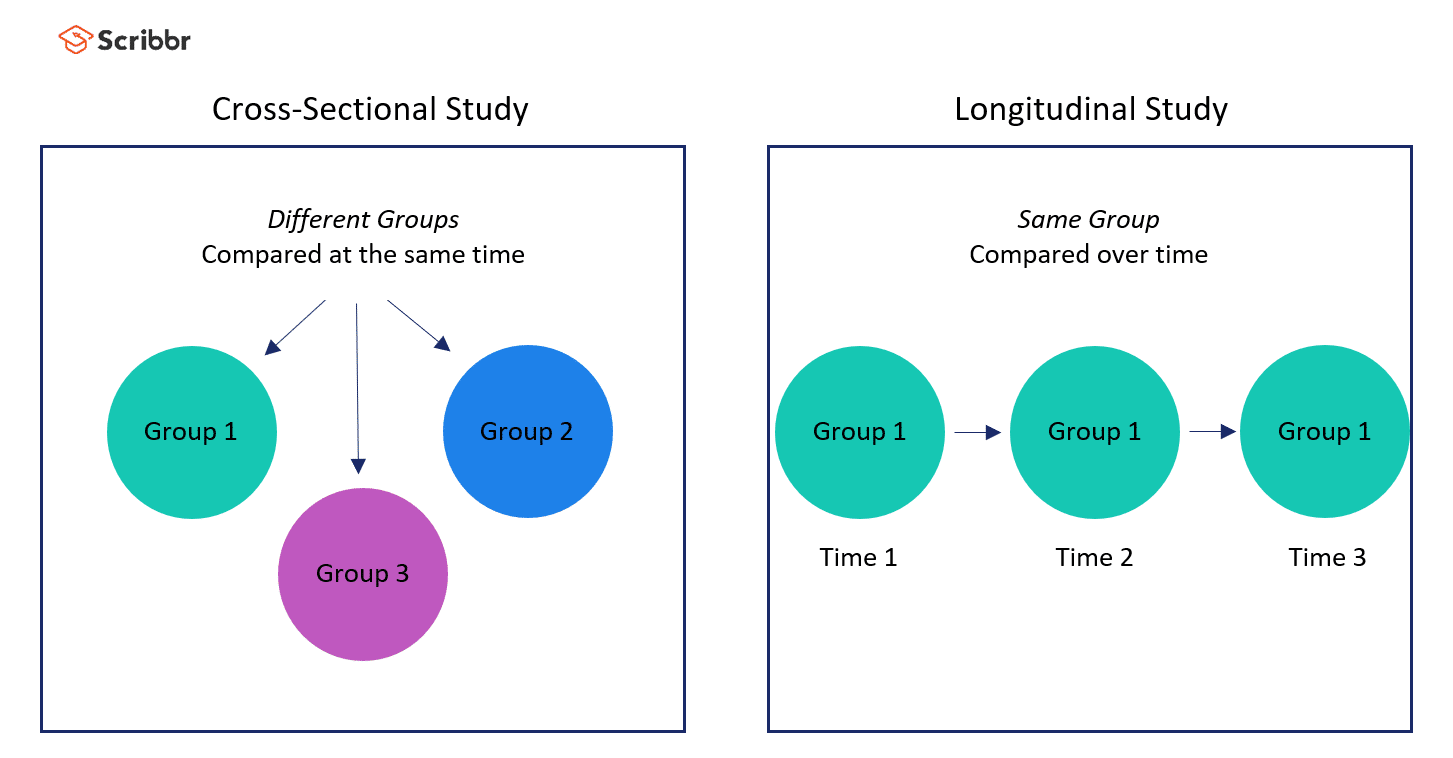 Scribbr
Cross-Sectional Study
Different Groups
Compared at the same time
Group 1
Group 2
Group 3
Longitudinal Study
Same Group
Compared over time
Group 1
Group 1
Group 1
Time 1
Time 2
Time 3